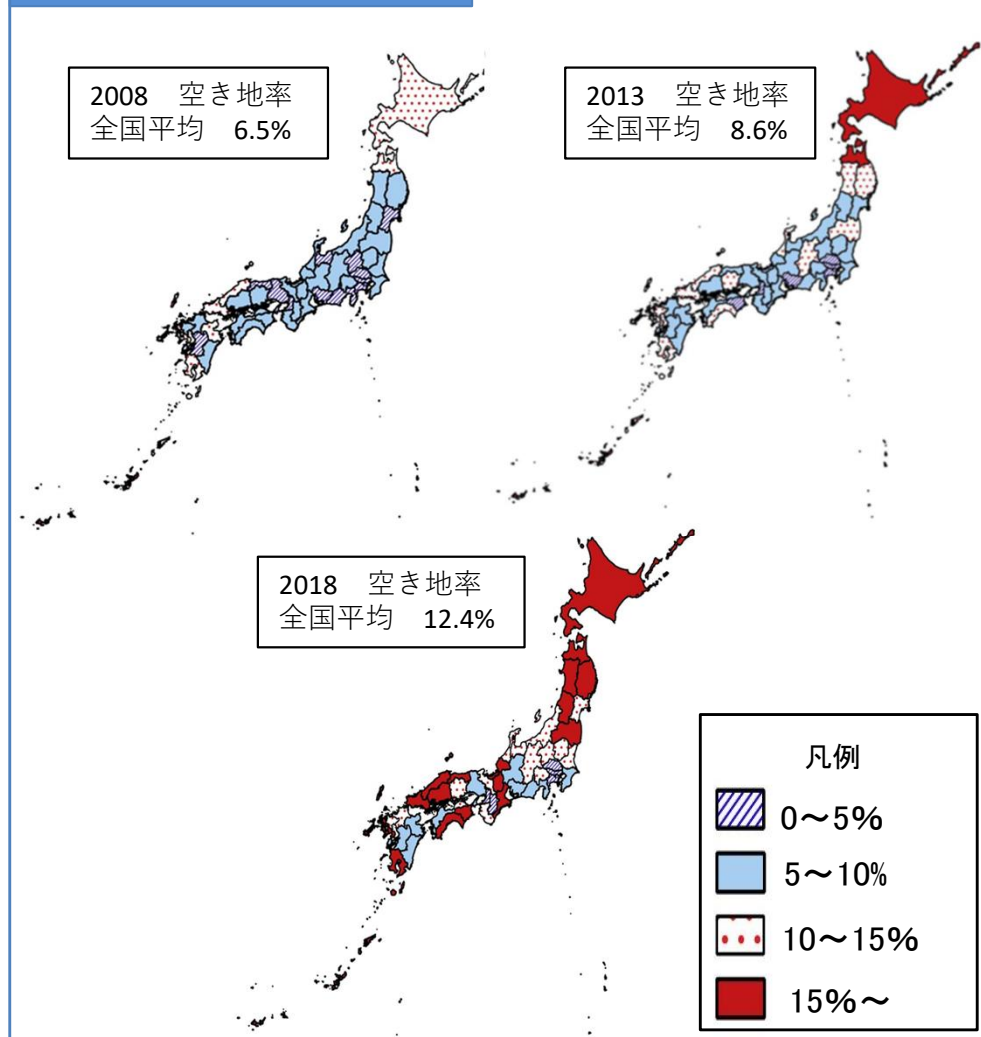 2008 空き地率
全国平均 6.5%
2013 空き地率
全国平均 8.6%
2018 空き地率
全国平均 12.4%
凡例
0～5%
5～10%
10～15%
15%～